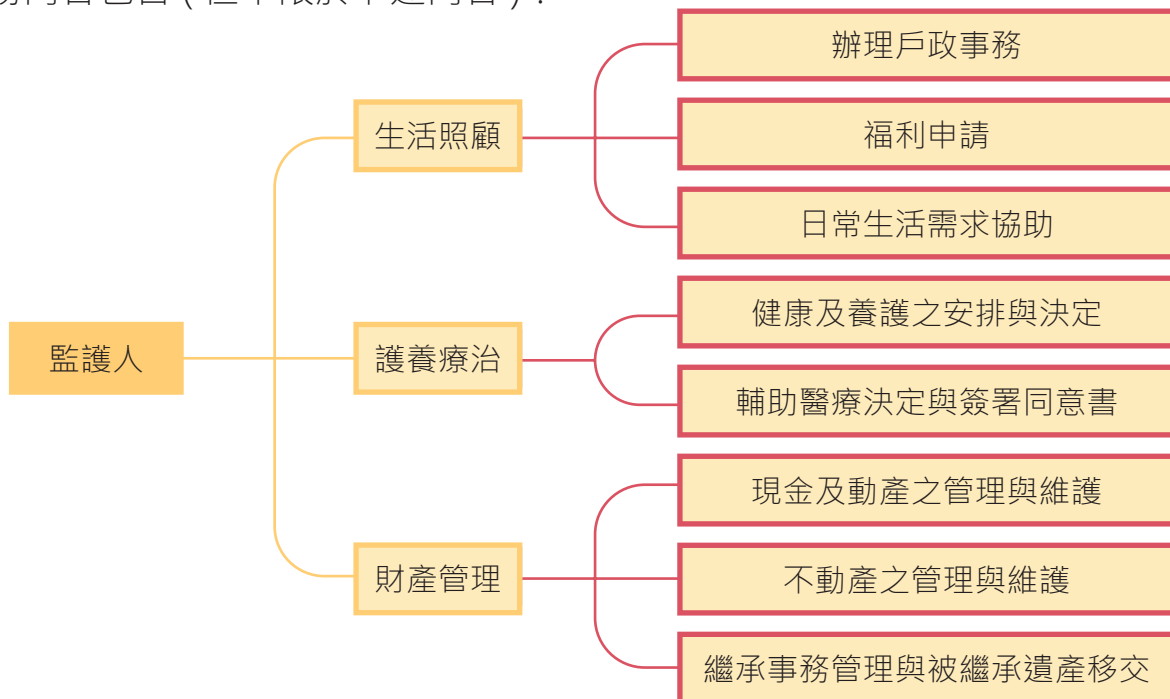 生活照顧
辦理戶政事務
福利申請
日常生活需求協助
監護人
護養療治
健康及養護之安排與決定
輔助醫療決定與簽署同意書
財產管理
現金及動產之管理與維護
不動產之管理與維護
繼承事務管理與被繼承遺產移交